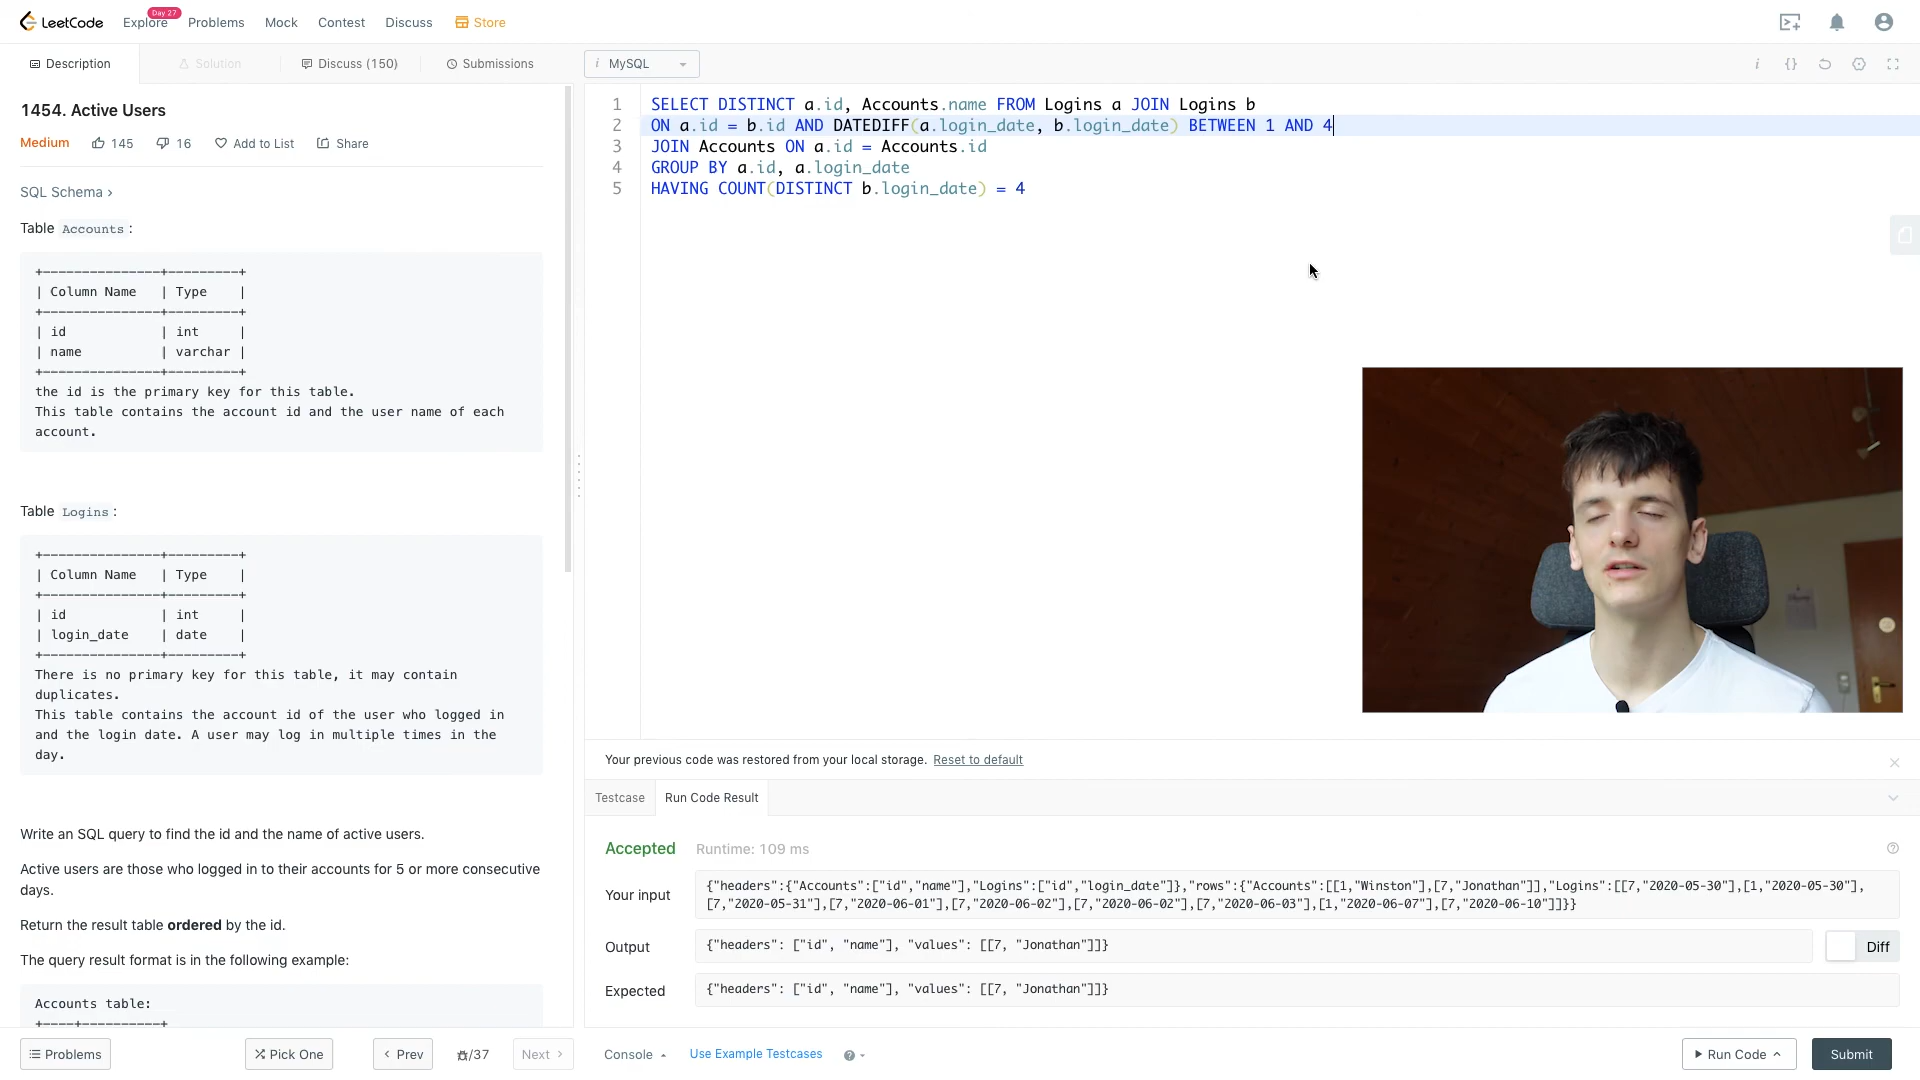 LeetCode
Explore
Day 27
Problems
Mock
Contest
Discuss
Store
Description
Solution
Discuss (150)
Submissions
i MySQL
1454. Active Users
Medium
145
16
Add to List
Share
SQL Schema ›
Table Accounts :
+---------------+---------+
| Column Name   | Type    |
+---------------+---------+
| id            | int     |
| name          | varchar |
+---------------+---------+
the id is the primary key for this table.
This table contains the account id and the user name of each
account.
Table Logins :
+---------------+---------+
| Column Name   | Type    |
+---------------+---------+
| id            | int     |
| login_date    | date    |
+---------------+---------+
There is no primary key for this table, it may contain
duplicates.
This table contains the account id of the user who logged in
and the login date. A user may log in multiple times in the
day.
Write an SQL query to find the id and the name of active users.
Active users are those who logged in to their accounts for 5 or more consecutive
days.
Return the result table ordered by the id.
The query result format is in the following example:
Accounts table:
+----+----------+
1 SELECT DISTINCT a.id, Accounts.name FROM Logins a JOIN Logins b
2 ON a.id = b.id AND DATEDIFF(a.login_date, b.login_date) BETWEEN 1 AND 4
3 JOIN Accounts ON a.id = Accounts.id
4 GROUP BY a.id, a.login_date
5 HAVING COUNT(DISTINCT b.login_date) = 4
Your previous code was restored from your local storage. Reset to default
Testcase
Run Code Result
Accepted
Runtime: 109 ms
Your input
{"headers":{"Accounts":["id","name"],"Logins":["id","login_date"]},"rows":{"Accounts":[[1,"Winston"],[7,"Jonathan"]],"Logins":[[7,"2020-05-30"],[1,"2020-05-30"],
[7,"2020-05-31"],[7,"2020-06-01"],[7,"2020-06-02"],[7,"2020-06-02"],[7,"2020-06-03"],[1,"2020-06-07"],[7,"2020-06-10"]]}}
Output
{"headers": ["id", "name"], "values": [[7, "Jonathan"]]}
Diff
Expected
{"headers": ["id", "name"], "values": [[7, "Jonathan"]]}
Problems
Pick One
‹ Prev
/37
Next ›
Console
Use Example Testcases
Run Code
Submit